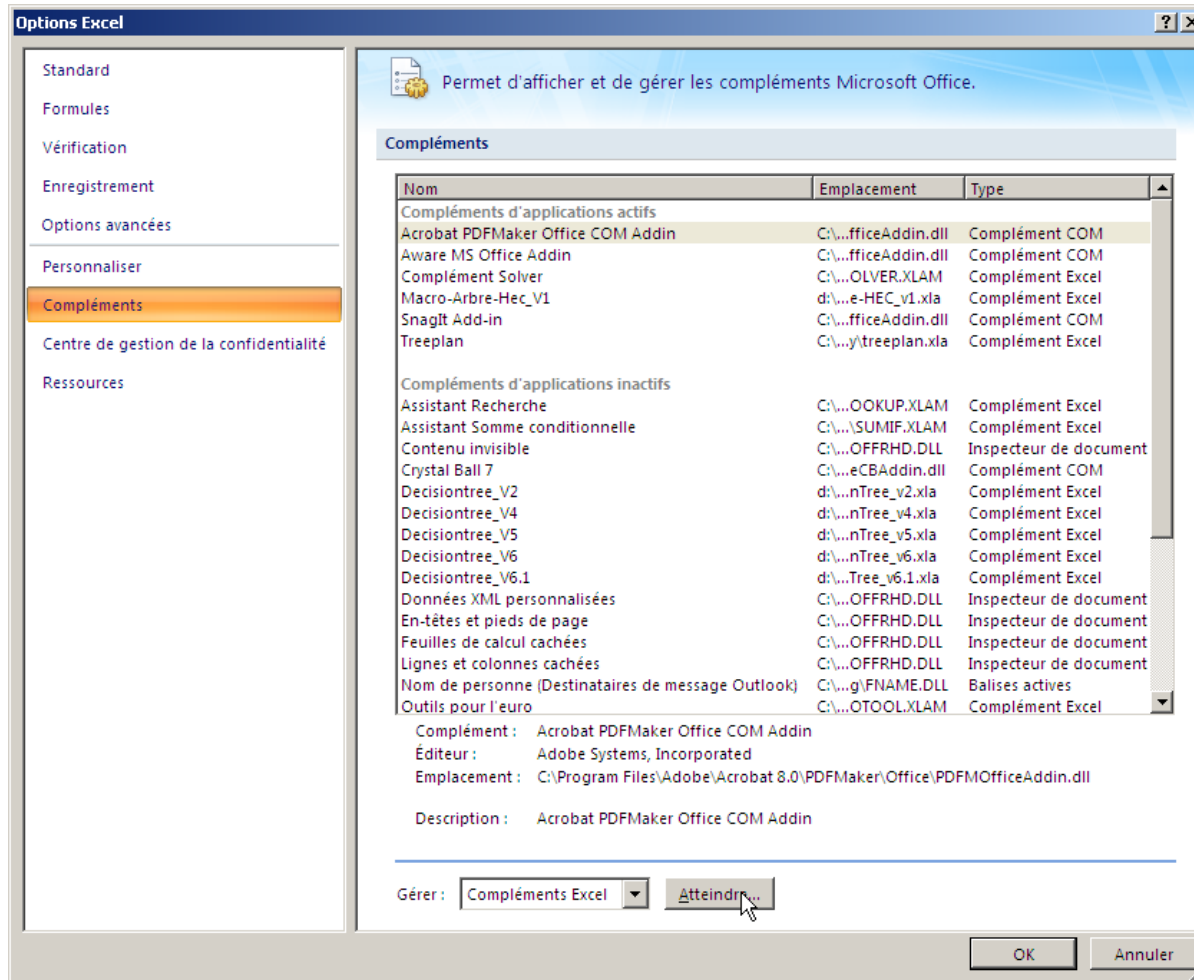 Options Excel
Standard
Formules
Vérification
Enregistrement
Options avancées
Personnaliser
Compléments
Centre de gestion de la confidentialité
Ressources
Permet d'afficher et de gérer les compléments Microsoft Office.
Compléments
Nom Emplacement Type
Compléments d'applications actifs
Acrobat PDFMaker Office COM Addin C:\...fficeAddin.dll Complément COM
Aware MS Office Addin C:\...fficeAddin.dll Complément COM
Complément Solver C:\...OLVER.XLAM Complément Excel
Macro-Arbre-Hec_V1 d:\...e-HEC_v1.xla Complément Excel
SnagIt Add-in C:\...fficeAddin.dll Complément COM
Treeplan C:\...y\treeplan.xla Complément Excel
Compléments d'applications inactifs
Assistant Recherche C:\...OOKUP.XLAM Complément Excel
Assistant Somme conditionnelle C:\...\SUMIF.XLAM Complément Excel
Contenu invisible C:\...OFFRHD.DLL Inspecteur de document
Crystal Ball 7 C:\...eCBAddin.dll Complément COM
Decisiontree_V2 d:\...nTree_v2.xla Complément Excel
Decisiontree_V4 d:\...nTree_v4.xla Complément Excel
Decisiontree_V5 d:\...nTree_v5.xla Complément Excel
Decisiontree_V6 d:\...nTree_v6.xla Complément Excel
Decisiontree_V6.1 d:\...Tree_v6.1.xla Complément Excel
Données XML personnalisées C:\...OFFRHD.DLL Inspecteur de document
En-têtes et pieds de page C:\...OFFRHD.DLL Inspecteur de document
Feuilles de calcul cachées C:\...OFFRHD.DLL Inspecteur de document
Lignes et colonnes cachées C:\...OFFRHD.DLL Inspecteur de document
Nom de personne (Destinataires de message Outlook) C:\...g\FNAME.DLL Balises actives
Outils pour l'euro C:\...OTOOL.XLAM Complément Excel
Complément : Acrobat PDFMaker Office COM Addin
Éditeur : Adobe Systems, Incorporated
Emplacement : C:\Program Files\Adobe\Acrobat 8.0\PDFMaker\Office\PDFMOfficeAddin.dll
Description : Acrobat PDFMaker Office COM Addin
Gérer : Compléments Excel Atteindre...
OK Annuler